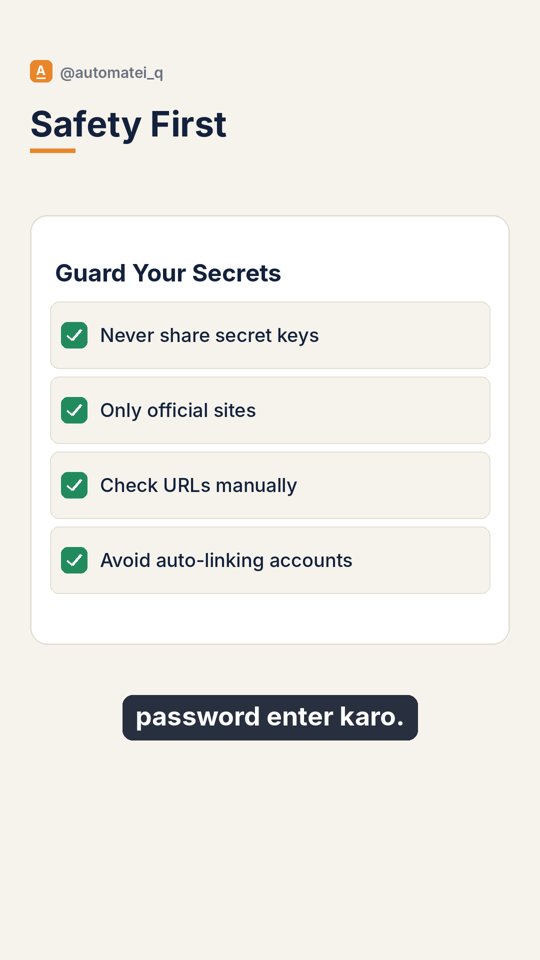 A
@automatei_q
Safety First
Guard Your Secrets
Never share secret keys
Only official sites
Check URLs manually
Avoid auto-linking accounts
password enter karo.